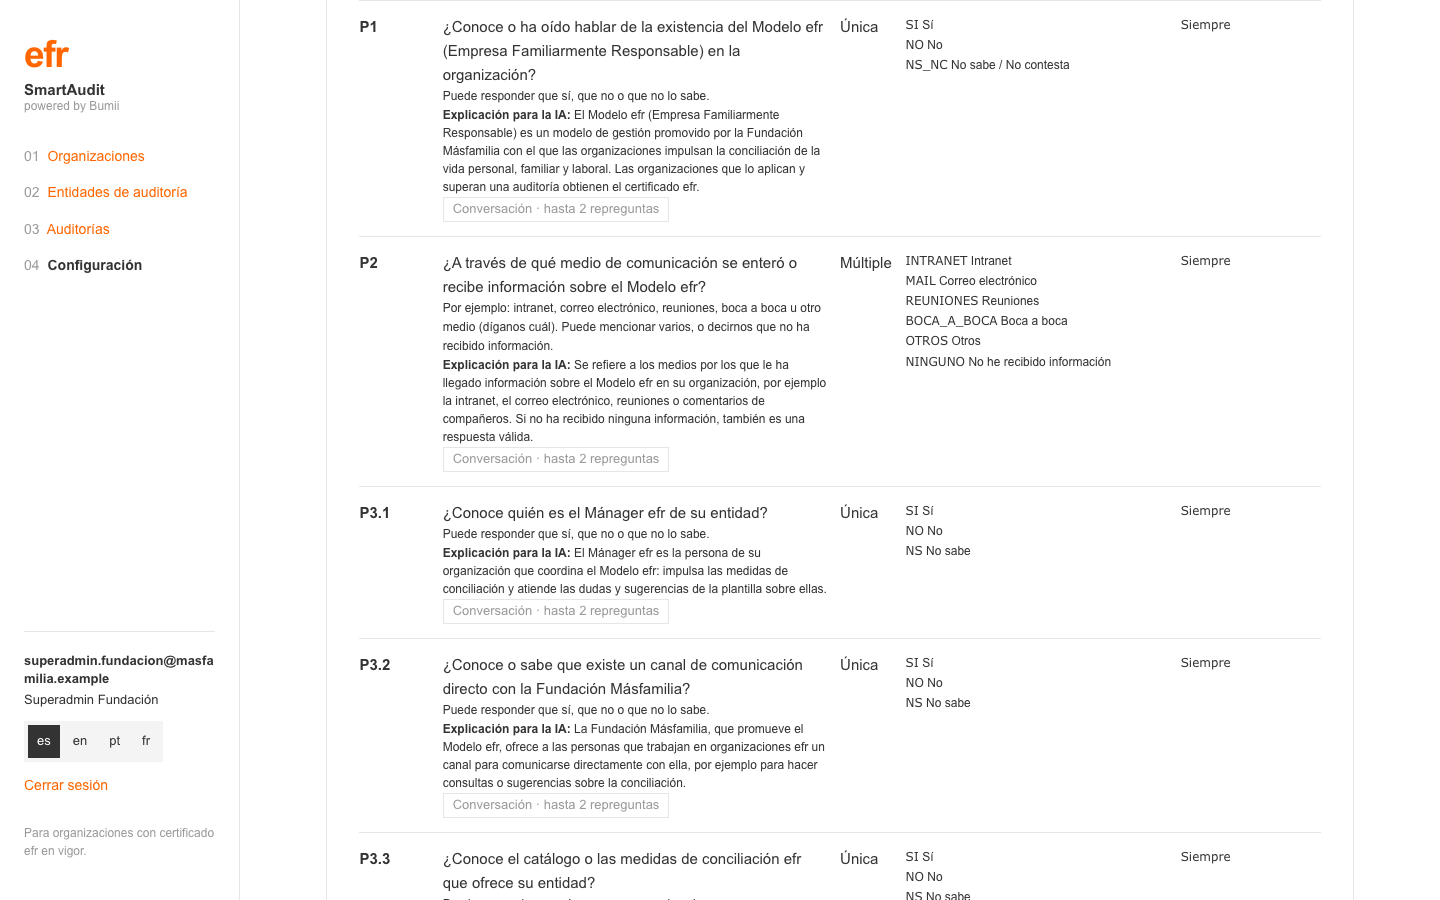 efr
SmartAudit
powered by Bumii
01 Organizaciones
02 Entidades de auditoría
03 Auditorías
04 Configuración
superadmin.fundacion@masfa
milia.example
Superadmin Fundación
es en pt fr
Cerrar sesión
Para organizaciones con certificado
efr en vigor.
P1
¿Conoce o ha oído hablar de la existencia del Modelo efr
(Empresa Familiarmente Responsable) en la
organización?
Puede responder que sí, que no o que no lo sabe.
Explicación para la IA: El Modelo efr (Empresa Familiarmente
Responsable) es un modelo de gestión promovido por la Fundación
Másfamilia con el que las organizaciones impulsan la conciliación de la
vida personal, familiar y laboral. Las organizaciones que lo aplican y
superan una auditoría obtienen el certificado efr.
Conversación · hasta 2 repreguntas
Única
SI Sí
NO No
NS_NC No sabe / No contesta
Siempre
P2
¿A través de qué medio de comunicación se enteró o
recibe información sobre el Modelo efr?
Por ejemplo: intranet, correo electrónico, reuniones, boca a boca u otro
medio (díganos cuál). Puede mencionar varios, o decirnos que no ha
recibido información.
Explicación para la IA: Se refiere a los medios por los que le ha
llegado información sobre el Modelo efr en su organización, por ejemplo
la intranet, el correo electrónico, reuniones o comentarios de
compañeros. Si no ha recibido ninguna información, también es una
respuesta válida.
Conversación · hasta 2 repreguntas
Múltiple
INTRANET Intranet
MAIL Correo electrónico
REUNIONES Reuniones
BOCA_A_BOCA Boca a boca
OTROS Otros
NINGUNO No he recibido información
Siempre
P3.1
¿Conoce quién es el Mánager efr de su entidad?
Puede responder que sí, que no o que no lo sabe.
Explicación para la IA: El Mánager efr es la persona de su
organización que coordina el Modelo efr: impulsa las medidas de
conciliación y atiende las dudas y sugerencias de la plantilla sobre ellas.
Conversación · hasta 2 repreguntas
Única
SI Sí
NO No
NS No sabe
Siempre
P3.2
¿Conoce o sabe que existe un canal de comunicación
directo con la Fundación Másfamilia?
Puede responder que sí, que no o que no lo sabe.
Explicación para la IA: La Fundación Másfamilia, que promueve el
Modelo efr, ofrece a las personas que trabajan en organizaciones efr un
canal para comunicarse directamente con ella, por ejemplo para hacer
consultas o sugerencias sobre la conciliación.
Conversación · hasta 2 repreguntas
Única
SI Sí
NO No
NS No sabe
Siempre
P3.3
¿Conoce el catálogo o las medidas de conciliación efr
que ofrece su entidad?
Única
SI Sí
NO No
NS No sabe
Siempre